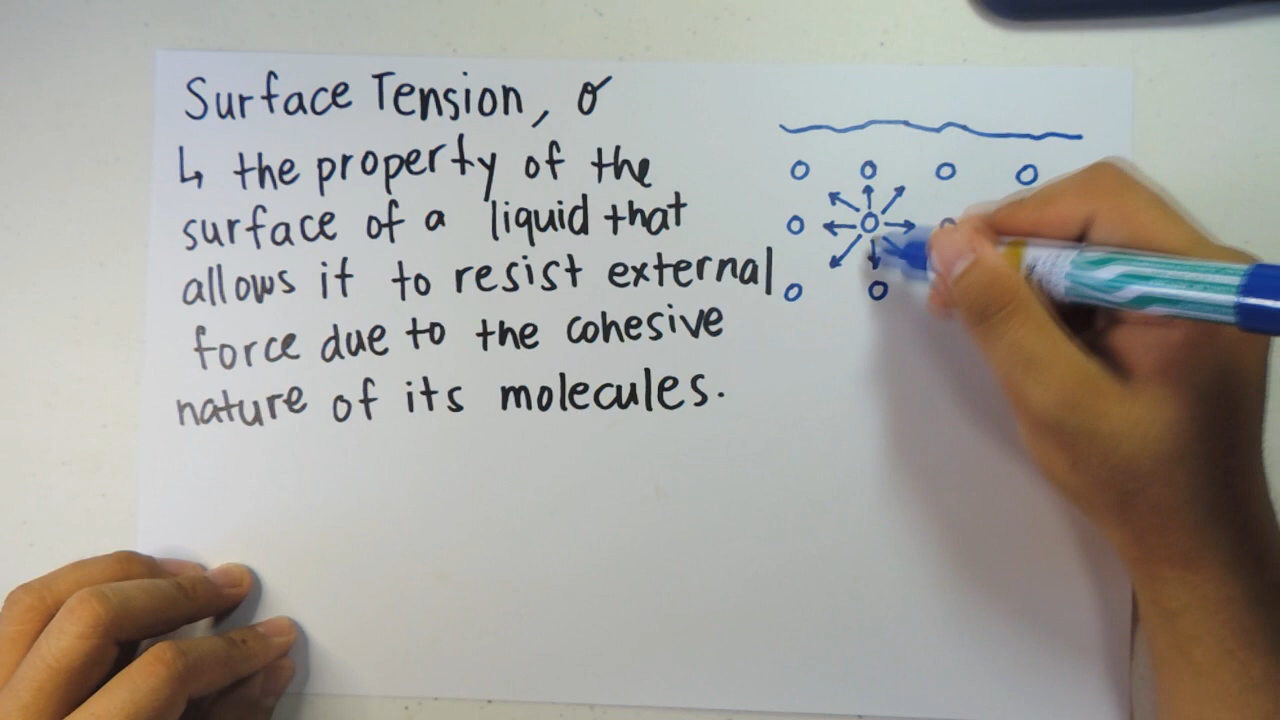 Surface Tension, σ
↳ the property of the
surface of a liquid that
allows it to resist external
force due to the cohesive
nature of its molecules.